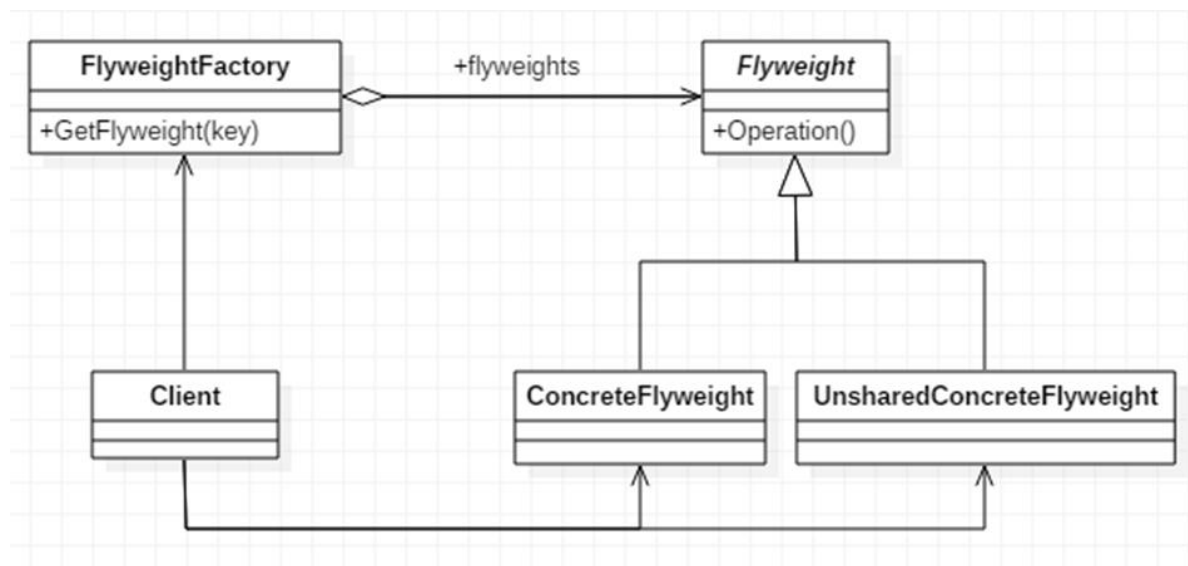 FlyweightFactory
+flyweights
Flyweight
+GetFlyweight(key)
+Operation()
Client
ConcreteFlyweight
UnsharedConcreteFlyweight